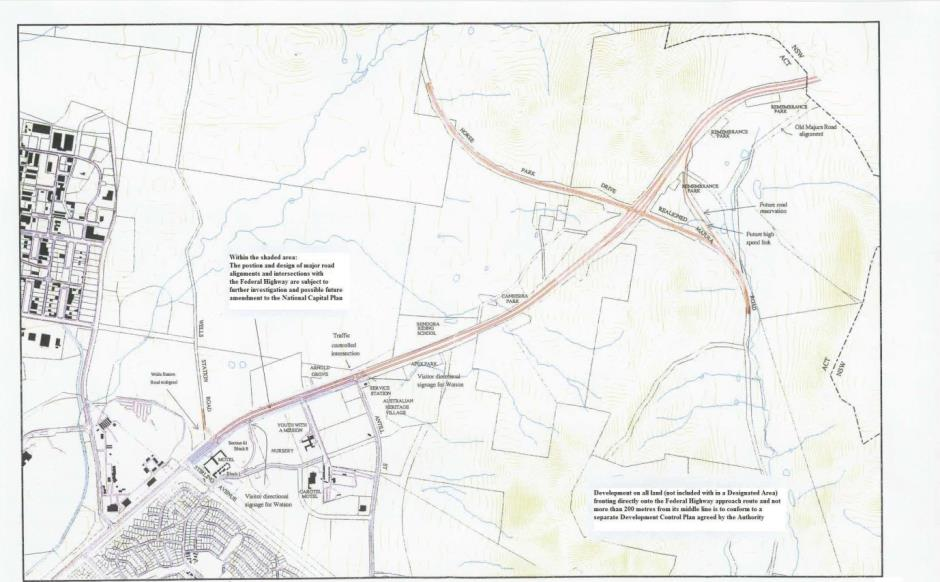 NSW
ACT
REMEMBRANCE
PARK
Old Majura Road
alignment
REMEMBRANCE
PARK
HORSE
PARK
DRIVE
REMEMBRANCE
PARK
Future road
reservation
REALIGNED
MAJURA
ROAD
Future high
speed link
Within the shaded area:
The postion and design of major road
alignments and intersections with
the Federal Highway are subject to
further investigation and possible future
amendment to the National Capital Plan
CANBERRA
PARK
WELLS
STATION
ROAD
Traffic
controlled
intersection
RIDING
SCHOOL
ACT
NSW
Wells Station
Road realigned
ARNOLD
GROVE
Visitor directional
signage for Watson
SERVICE
STATION
AUSTRALIAN
HERITAGE
VILLAGE
ANTILL
ST
YOUTH WITH
A MISSION
Section 61
Block 8
NURSERY
MOTEL
STIRLING
AVENUE
Visitor directional
signage for Watson
CAROTEL
MOTEL
Development on all land (not included with in a Designated Area)
fronting directly onto the Federal Highway approach route and not
more than 200 metres from its middle line is to conform to a
separate Development Control Plan agreed by the Authority